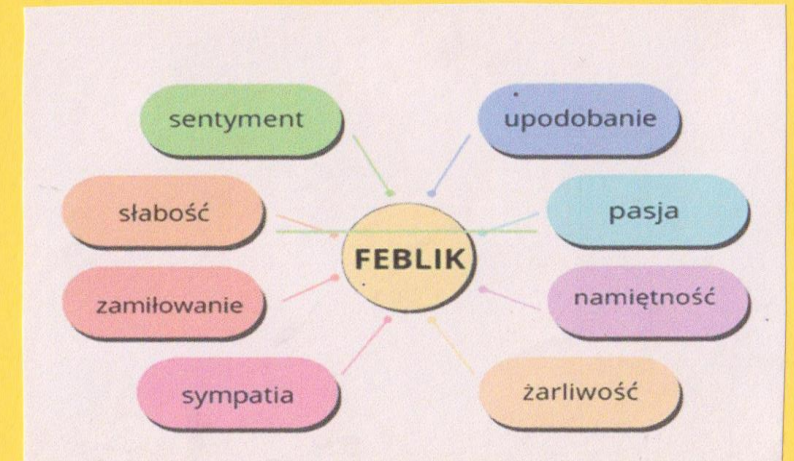 sentyment
upodobanie
słabość
pasja
FEBLIK
zamiłowanie
namiętność
sympatia
żarliwość